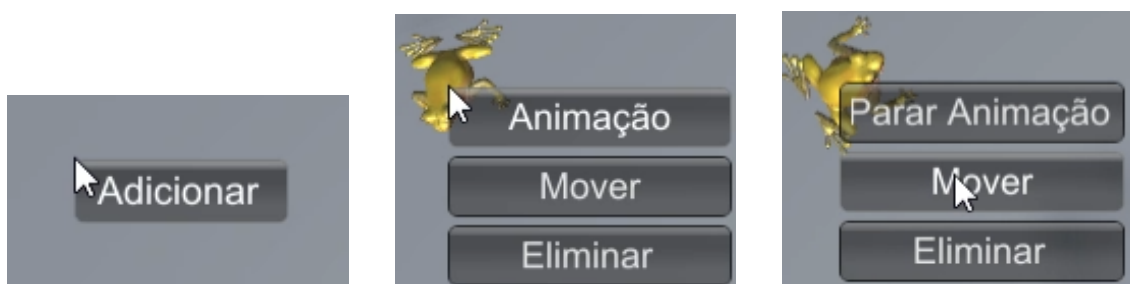 Adicionar
Animação
Mover
Eliminar
Parar Animação
Mover
Eliminar